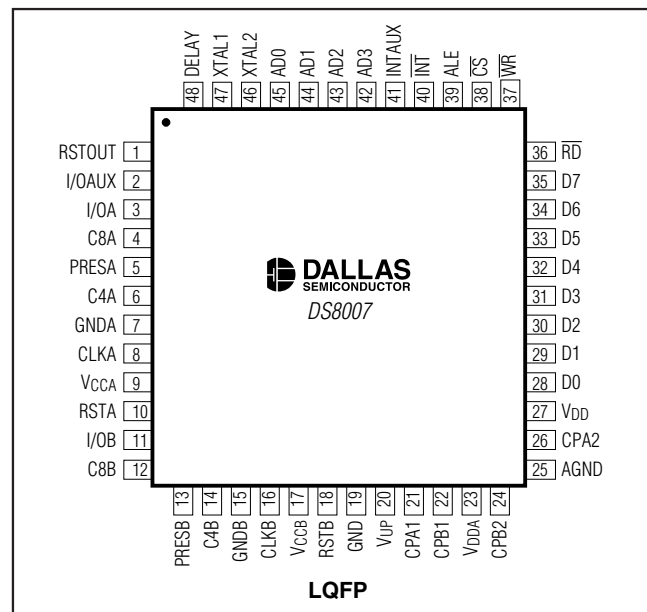 48 DELAY
47 XTAL1
46 XTAL2
45 AD0
44 AD1
43 AD2
42 AD3
41 INTAUX
40 I̅N̅T̅
39 ALE
38 C̅S̅
37 W̅R̅
RSTOUT 1
I/OAUX 2
I/OA 3
C8A 4
PRESA 5
C4A 6
GNDA 7
CLKA 8
VCCA 9
RSTA 10
I/OB 11
C8B 12
36 R̅D̅
35 D7
34 D6
33 D5
32 D4
31 D3
30 D2
29 D1
28 D0
27 VDD
26 CPA2
25 AGND
DALLAS
SEMICONDUCTOR
DS8007
PRESB 13
C4B 14
GNDB 15
CLKB 16
VCCB 17
RSTB 18
GND 19
VUP 20
CPA1 21
CPB1 22
VDDA 23
CPB2 24
LQFP